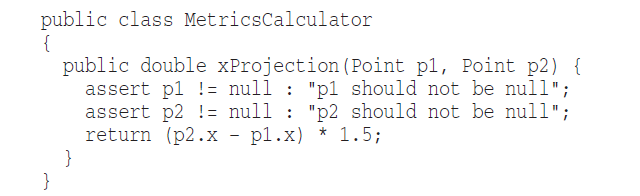 public class MetricsCalculator
{
  public double xProjection(Point p1, Point p2) {
    assert p1 != null : "p1 should not be null";
    assert p2 != null : "p2 should not be null";
    return (p2.x – p1.x) * 1.5;
  }
}